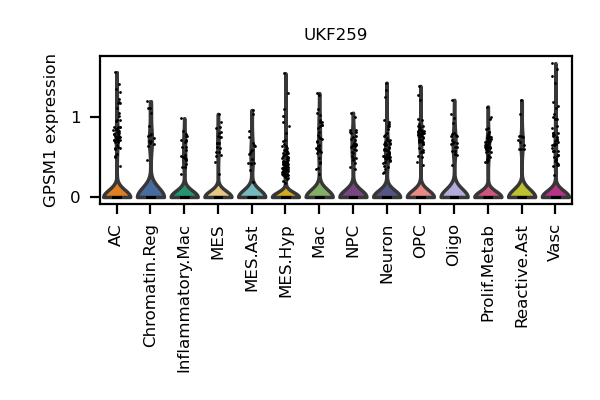 UKF259
GPSM1 expression
1
0
AC
Chromatin.Reg
Inflammatory.Mac
MES
MES.Ast
MES.Hyp
Mac
NPC
Neuron
OPC
Oligo
Prolif.Metab
Reactive.Ast
Vasc